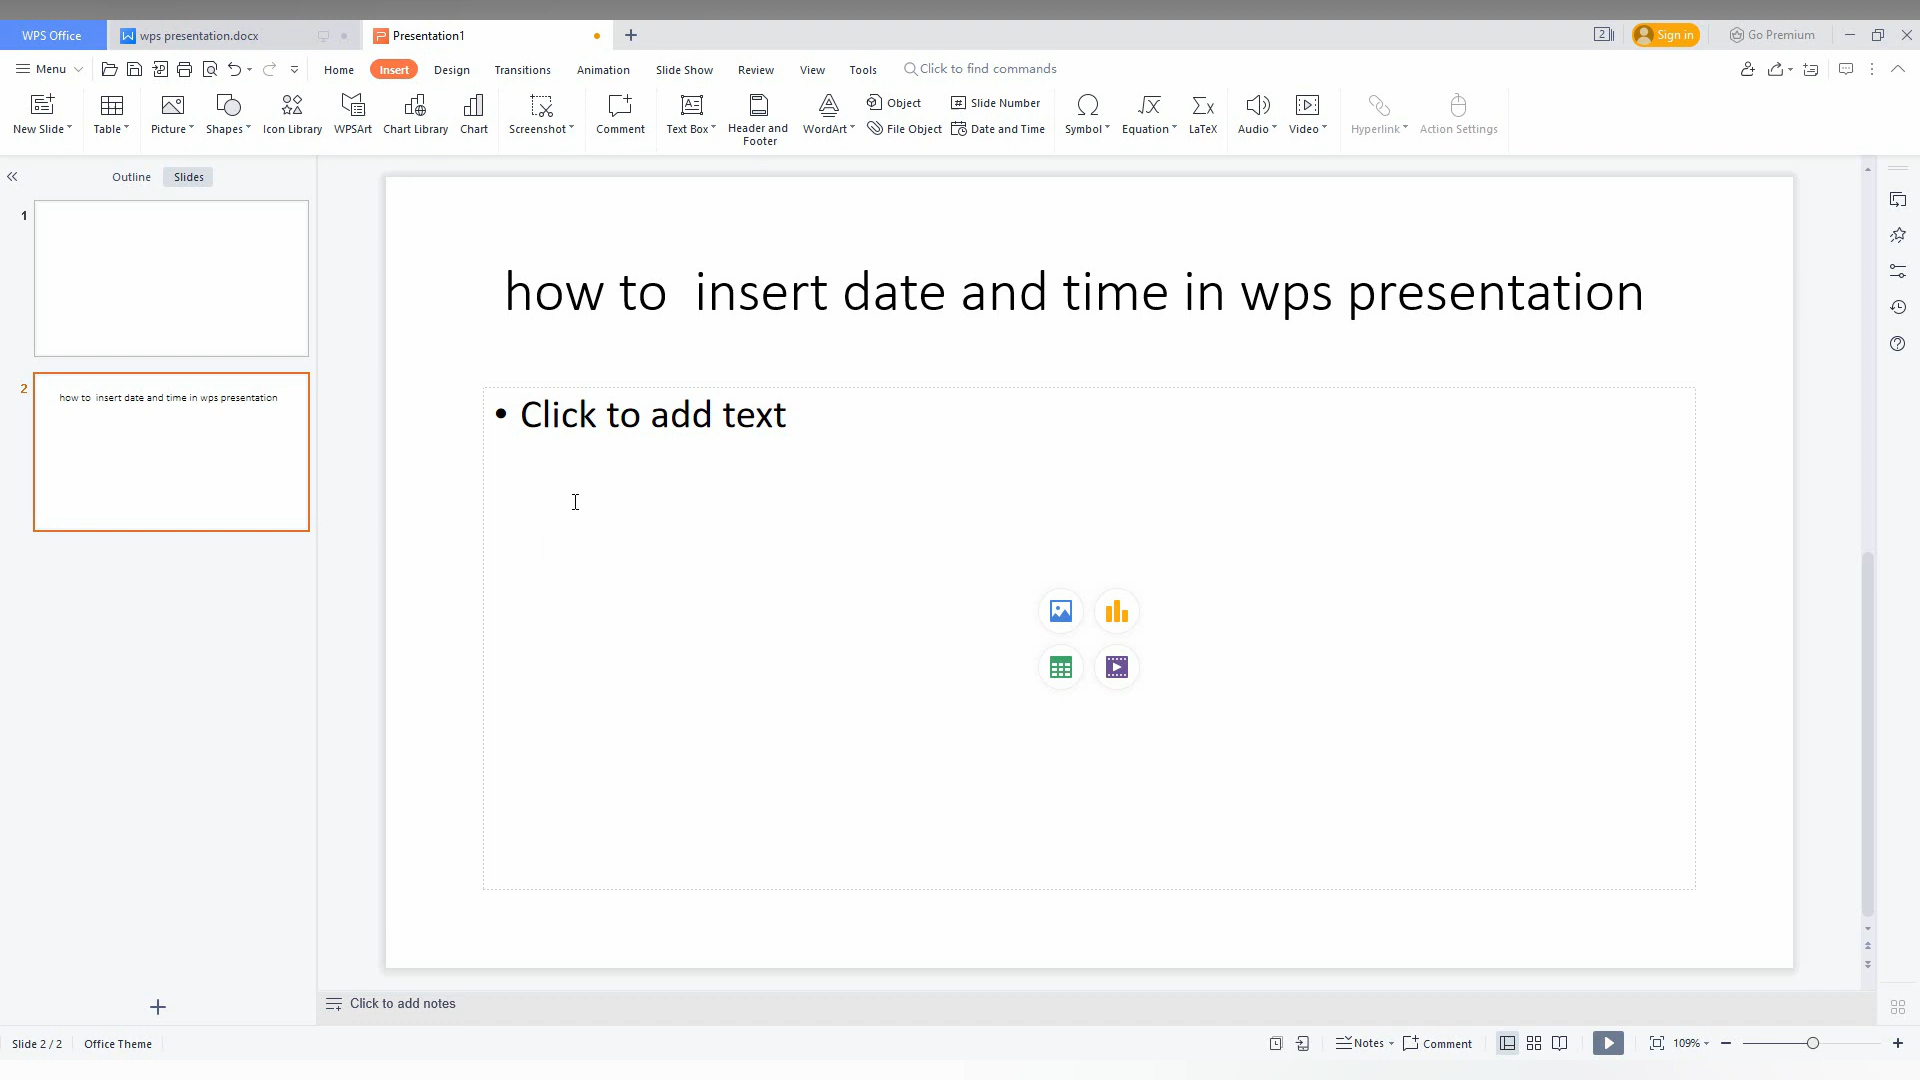 WPS Office
wps presentation.docx
Presentation1
2
Sign in
Go Premium
Menu
Home
Insert
Design
Transitions
Animation
Slide Show
Review
View
Tools
Click to find commands
New Slide
Table
Picture
Shapes
Icon Library
WPSArt
Chart Library
Chart
Screenshot
Comment
Text Box
Header and
Footer
WordArt
Object
File Object
Slide Number
Date and Time
Symbol
Equation
LaTeX
Audio
Video
Hyperlink
Action Settings
Outline
Slides
1
2
how to  insert date and time in wps presentation
how to  insert date and time in wps presentation
• Click to add text
Click to add notes
Slide 2 / 2
Office Theme
Notes
Comment
109%